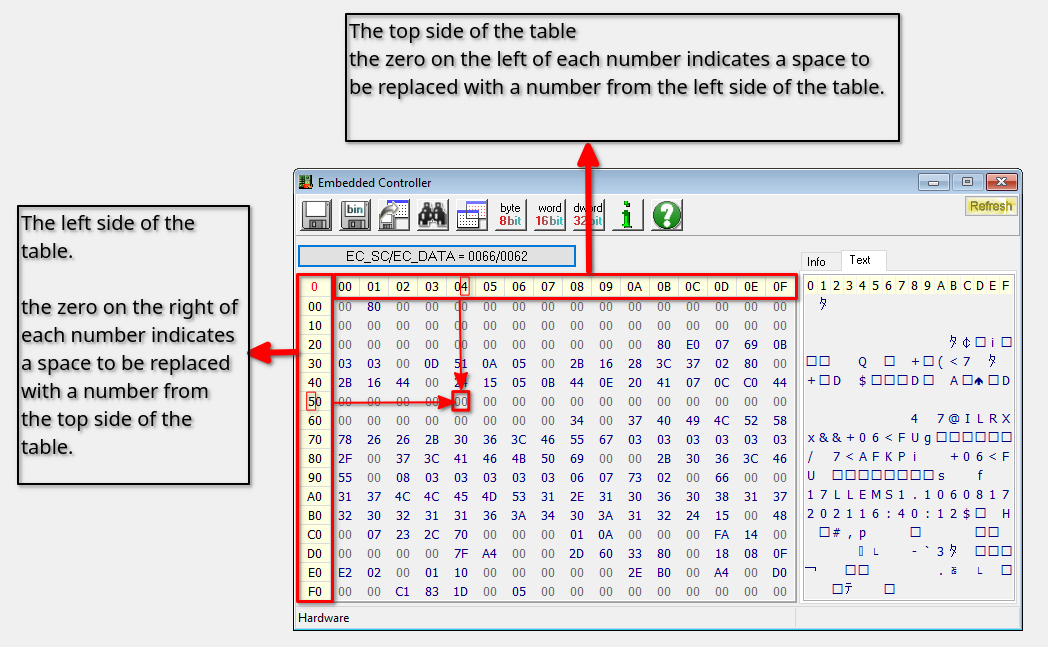 The top side of the table
the zero on the left of each number indicates a space to
be replaced with a number from the left side of the table.
The left side of the
table.
the zero on the right of
each number indicates
a space to be replaced
with a number from
the top side of the
table.
Embedded Controller
bin
byte
8bit
word
16bit
dword
32bit
Refresh
EC_SC/EC_DATA = 0066/0062
Info
Text
0 00 01 02 03 04 05 06 07 08 09 0A 0B 0C 0D 0E 0F
00 00 80 00 00 00 00 00 00 00 00 00 00 00 00 00 00
10 00 00 00 00 00 00 00 00 00 00 00 00 00 00 00 00
20 00 00 00 00 00 00 00 00 00 00 00 80 E0 07 69 0B
30 03 03 00 0D 51 0A 05 00 2B 16 28 3C 37 02 80 00
40 2B 16 44 00 24 15 05 0B 44 0E 20 41 07 0C C0 44
50 00 00 00 00 00 00 00 00 00 00 00 00 00 00 00 00
60 00 00 00 00 00 00 00 00 34 00 37 40 49 4C 52 58
70 78 26 26 2B 30 36 3C 46 55 67 03 03 03 03 03 03
80 2F 00 37 3C 41 46 4B 50 69 00 00 2B 30 36 3C 46
90 55 00 08 03 03 03 03 03 06 07 73 02 00 66 00 00
A0 31 37 4C 4C 45 4D 53 31 2E 31 30 36 30 38 31 37
B0 32 30 32 31 31 36 3A 34 30 3A 31 32 24 15 00 48
C0 00 07 23 2C 70 00 00 00 01 0A 00 00 00 FA 14 00
D0 00 00 00 00 7F A4 00 00 2D 60 33 80 00 18 08 0F
E0 E2 02 00 01 10 00 00 00 00 00 2E B0 00 A4 00 D0
F0 00 00 C1 83 1D 00 05 00 00 00 00 00 00 00 00 00
0123456789ABCDEF
タ
タ¢□i□
□□ Q □ +□(<7 タ
+□D $□□□D□ A□♠□D
4 7@ILRX
x&&+06<FUg□□□□□□
/ 7<AFKPi +06<F
U □□□□□□□□s f
17LLEMS1.1060817
202116:40:12$□ H
□#,p □ □□
-`3タ □□□
□□
Hardware